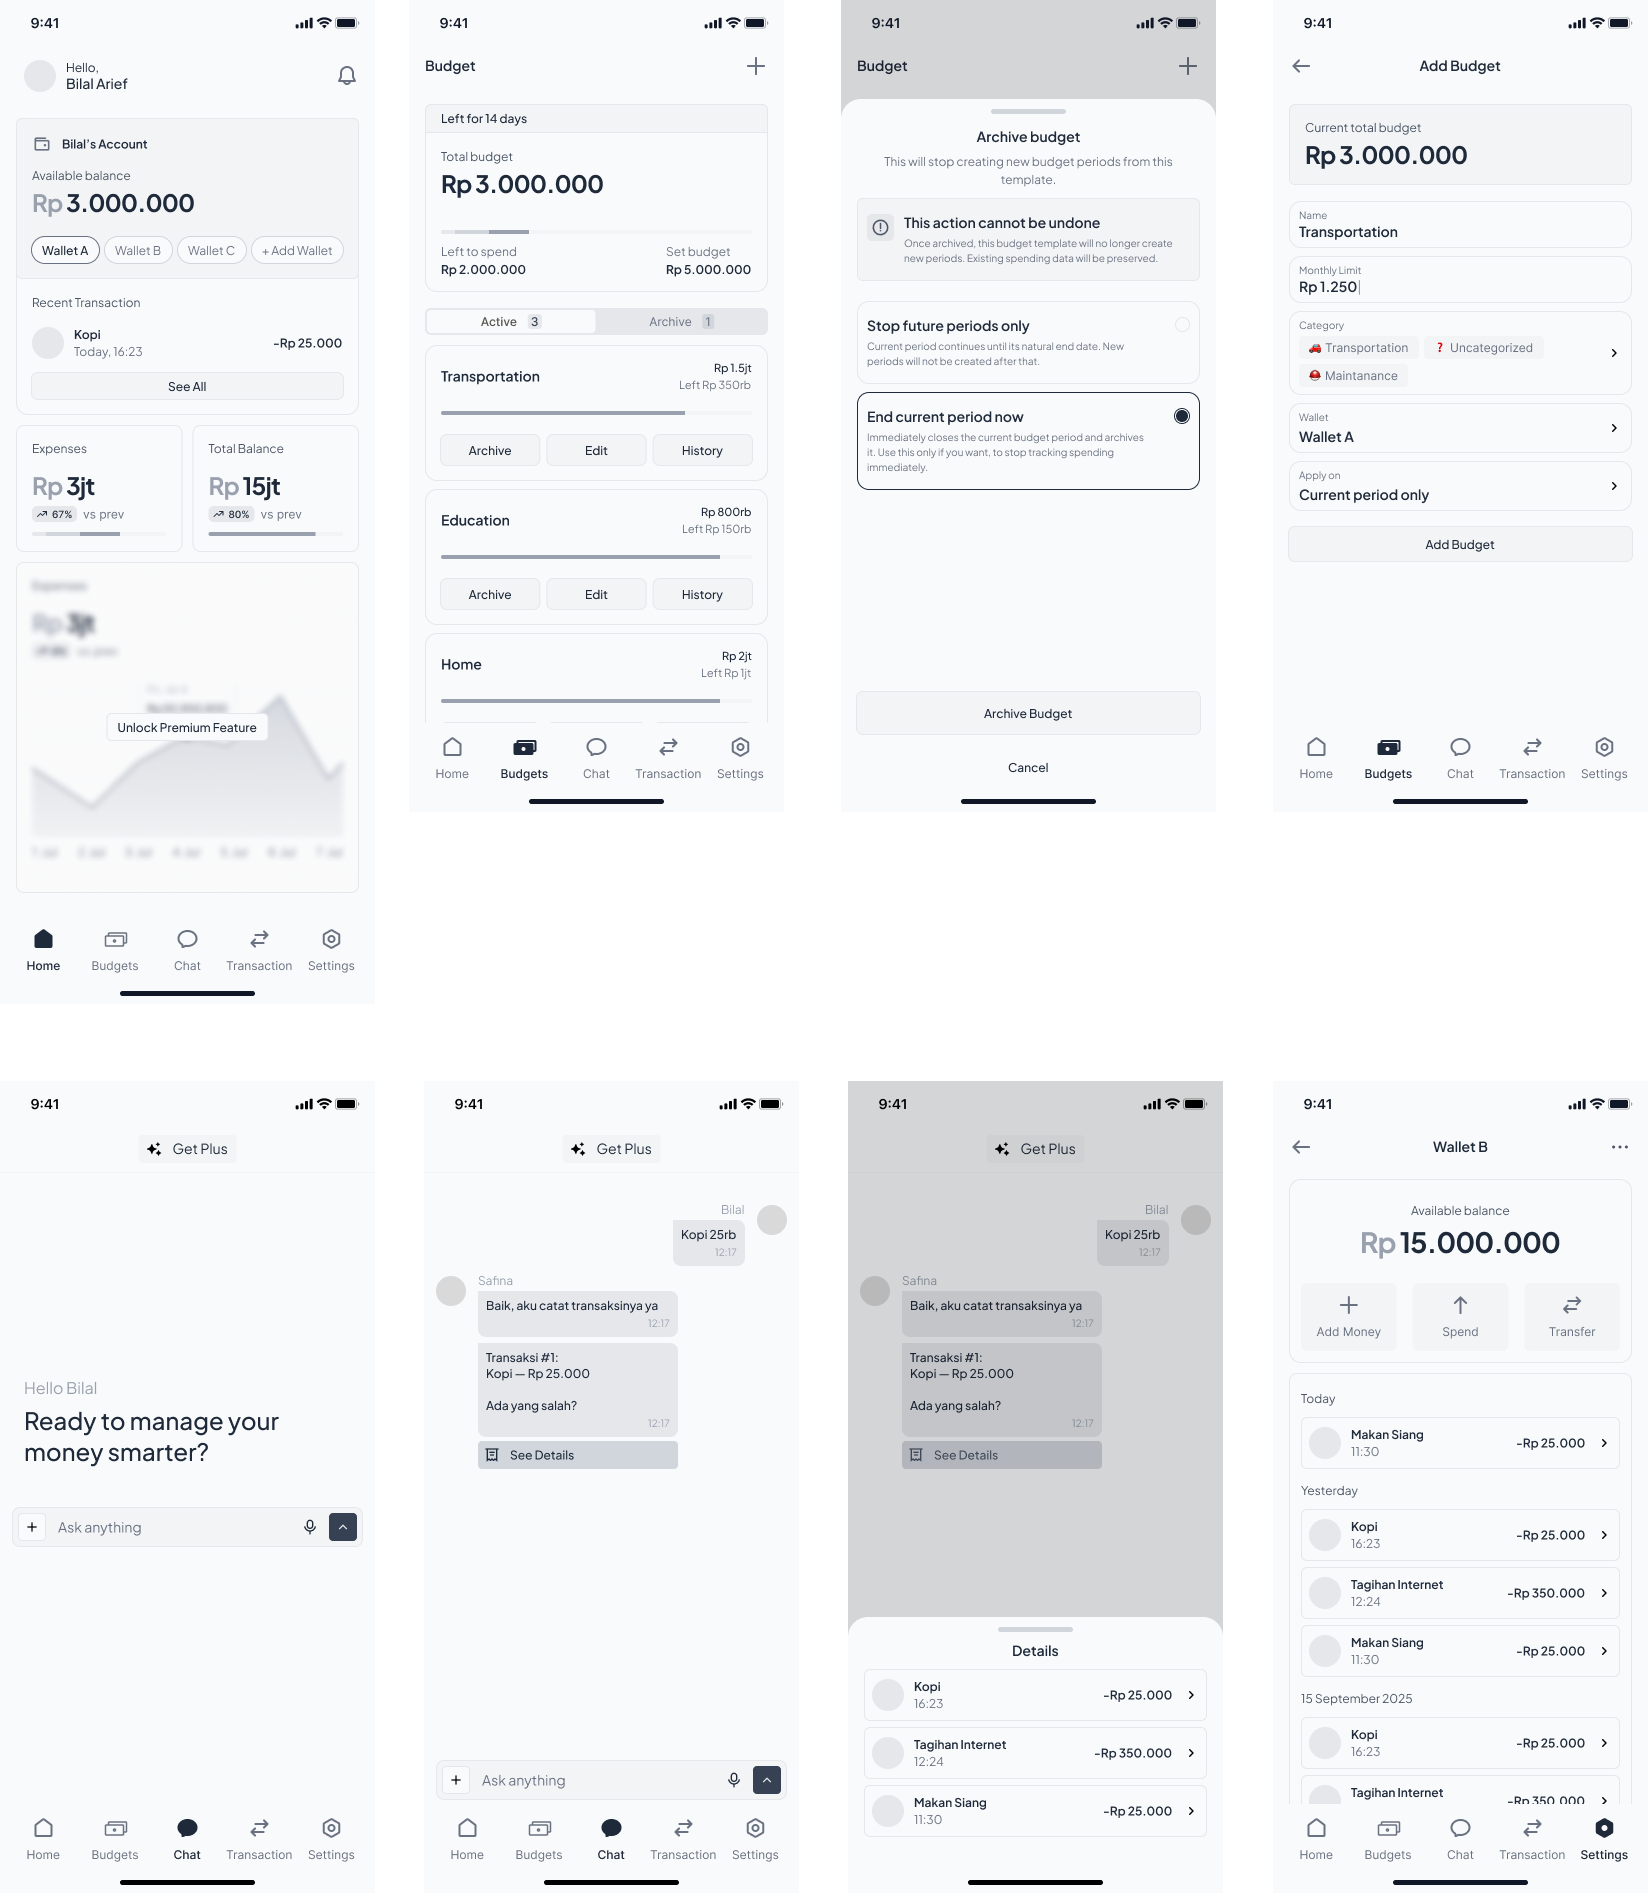 9:41
Hello,
Bilal Arief
Bilal's Account
Available balance
Rp 3.000.000
Wallet A
Wallet B
Wallet C
+ Add Wallet
Recent Transaction
Kopi
Today, 16:23
-Rp 25.000
See All
Expenses
Rp 3jt
67% vs prev
Total Balance
Rp 15jt
80% vs prev
Expenses
Rp 3jt
vs prev
Unlock Premium Feature
1 Jul 2 Jul 3 Jul 4 Jul 5 Jul 6 Jul 7 Jul
Home
Budgets
Chat
Transaction
Settings
9:41
Budget
Left for 14 days
Total budget
Rp 3.000.000
Left to spend
Rp 2.000.000
Set budget
Rp 5.000.000
Active 3
Archive 1
Transportation
Rp 1.5jt
Left Rp 350rb
Archive
Edit
History
Education
Rp 800rb
Left Rp 150rb
Archive
Edit
History
Home
Rp 2jt
Left Rp 1jt
Home
Budgets
Chat
Transaction
Settings
9:41
Budget
Archive budget
This will stop creating new budget periods from this
template.
This action cannot be undone
Once archived, this budget template will no longer create
new periods. Existing spending data will be preserved.
Stop future periods only
Current period continues until its natural end date. New
periods will not be created after that.
End current period now
Immediately closes the current budget period and archives
it. Use this only if you want, to stop tracking spending
immediately.
Archive Budget
Cancel
9:41
Add Budget
Current total budget
Rp 3.000.000
Name
Transportation
Monthly Limit
Rp 1.250
Category
Transportation
Uncategorized
Maintanance
Wallet
Wallet A
Apply on
Current period only
Add Budget
Home
Budgets
Chat
Transaction
Settings
9:41
Get Plus
Hello Bilal
Ready to manage your
money smarter?
Ask anything
Home
Budgets
Chat
Transaction
Settings
9:41
Get Plus
Bilal
Kopi 25rb
12:17
Safina
Baik, aku catat transaksinya ya
12:17
Transaksi #1:
Kopi — Rp 25.000
Ada yang salah?
12:17
See Details
Ask anything
Home
Budgets
Chat
Transaction
Settings
9:41
Get Plus
Bilal
Kopi 25rb
12:17
Safina
Baik, aku catat transaksinya ya
12:17
Transaksi #1:
Kopi — Rp 25.000
Ada yang salah?
12:17
See Details
Details
Kopi
16:23
-Rp 25.000
Tagihan Internet
12:24
-Rp 350.000
Makan Siang
11:30
-Rp 25.000
9:41
Wallet B
Available balance
Rp 15.000.000
Add Money
Spend
Transfer
Today
Makan Siang
11:30
-Rp 25.000
Yesterday
Kopi
16:23
-Rp 25.000
Tagihan Internet
12:24
-Rp 350.000
Makan Siang
11:30
-Rp 25.000
15 September 2025
Kopi
16:23
-Rp 25.000
Tagihan Internet
-Rp 350.000
Home
Budgets
Chat
Transaction
Settings